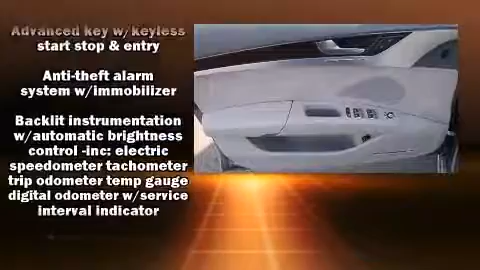 Advanced key w/keyless
start stop & entry
Anti-theft alarm
system w/immobilizer
Backlit instrumentation
w/automatic brightness
control -inc: electric
speedometer tachometer
trip odometer temp gauge
digital odometer w/service
interval indicator